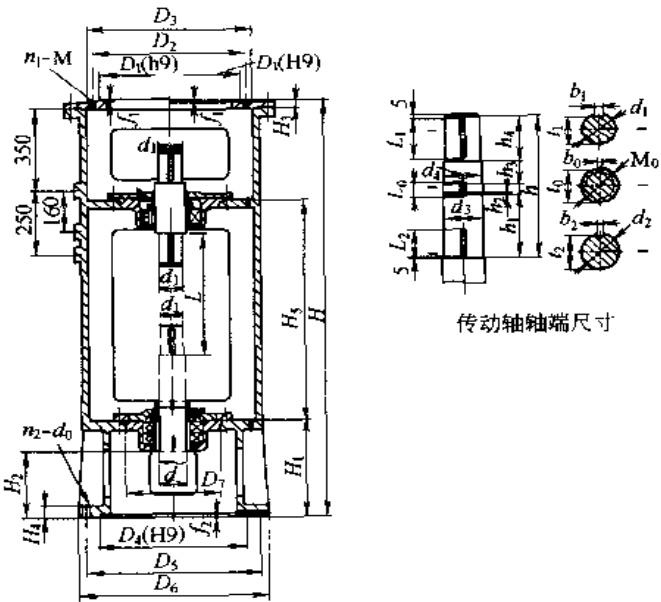 D₃
D₂
n₁-M
D₁(h9)
D₁(H9)
f₁
f₁
H₃
d₁
350
250
160
d₁
d₁
L
H₅
H
n₂-d₀
H₂
H₁
H₄
d
D₇
f₂
D₄(H9)
D₅
D₆
5
L₁
h₄
d₄
h₃
h
L₀
h₂
d₃
h₁
L₂
5
b₁
d₁
t₁
b₀
M₀
t₀
b₂
d₂
t₂
传动轴轴端尺寸